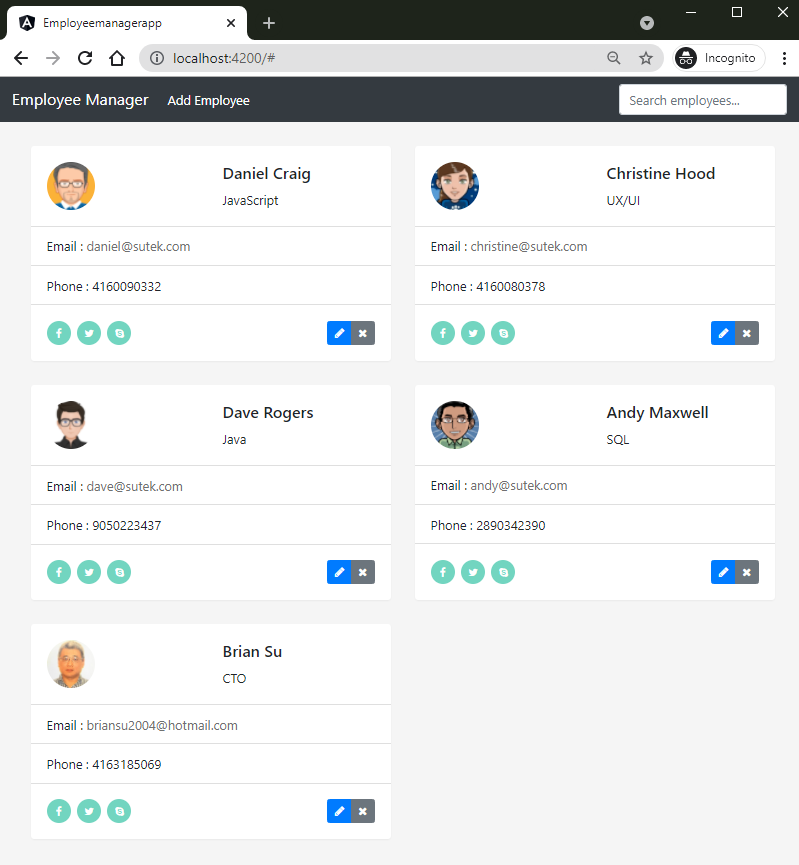 Employeemanagerapp
localhost:4200/#
Incognito
Employee Manager
Add Employee
Search employees...
Daniel Craig
JavaScript
Email : daniel@sutek.com
Phone : 4160090332
Christine Hood
UX/UI
Email : christine@sutek.com
Phone : 4160080378
Dave Rogers
Java
Email : dave@sutek.com
Phone : 9050223437
Andy Maxwell
SQL
Email : andy@sutek.com
Phone : 2890342390
Brian Su
CTO
Email : briansu2004@hotmail.com
Phone : 4163185069